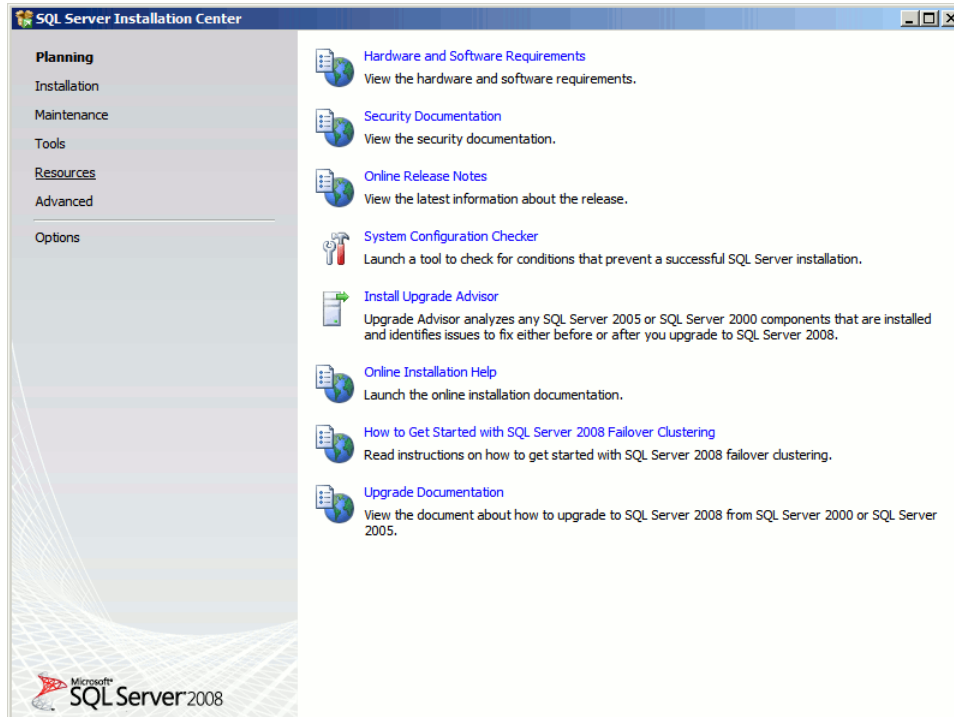 SQL Server Installation Center
Planning
Installation
Maintenance
Tools
Resources
Advanced
Options
Hardware and Software Requirements
View the hardware and software requirements.
Security Documentation
View the security documentation.
Online Release Notes
View the latest information about the release.
System Configuration Checker
Launch a tool to check for conditions that prevent a successful SQL Server installation.
Install Upgrade Advisor
Upgrade Advisor analyzes any SQL Server 2005 or SQL Server 2000 components that are installed
and identifies issues to fix either before or after you upgrade to SQL Server 2008.
Online Installation Help
Launch the online installation documentation.
How to Get Started with SQL Server 2008 Failover Clustering
Read instructions on how to get started with SQL Server 2008 failover clustering.
Upgrade Documentation
View the document about how to upgrade to SQL Server 2008 from SQL Server 2000 or SQL Server
2005.
Microsoft®
SQL Server 2008